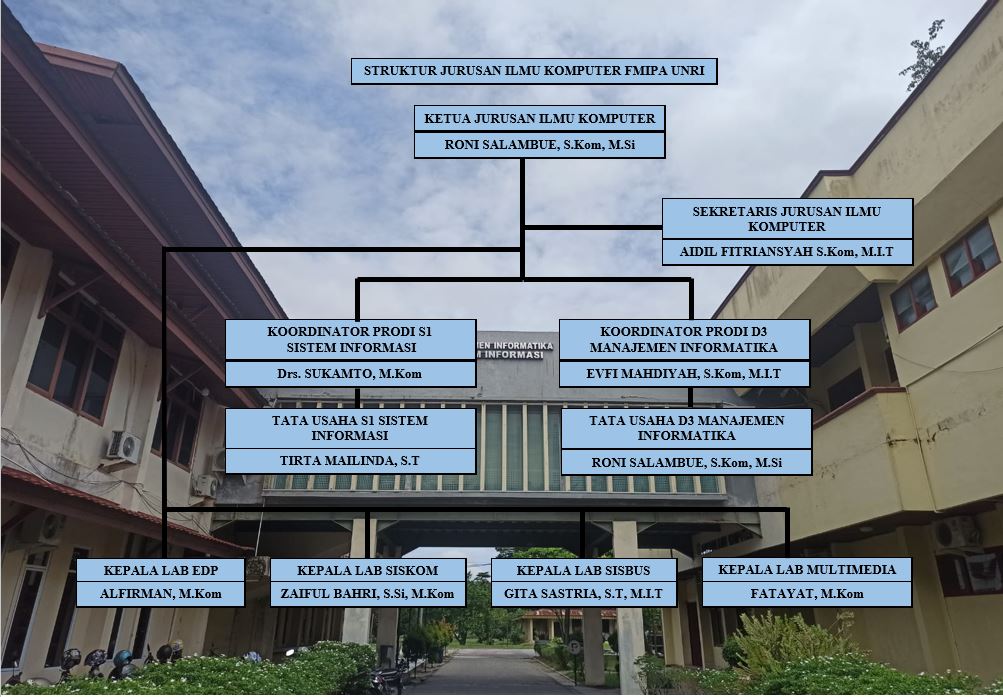 STRUKTUR JURUSAN ILMU KOMPUTER FMIPA UNRI
KETUA JURUSAN ILMU KOMPUTER
RONI SALAMBUE, S.Kom, M.Si
SEKRETARIS JURUSAN ILMU
KOMPUTER
AIDIL FITRIANSYAH S.Kom, M.I.T
KOORDINATOR PRODI S1
SISTEM INFORMASI
Drs. SUKAMTO, M.Kom
KOORDINATOR PRODI D3
MANAJEMEN INFORMATIKA
EVFI MAHDIYAH, S.Kom, M.I.T
INFORMATIKA
INFORMASI
TATA USAHA S1 SISTEM
INFORMASI
TIRTA MAILINDA, S.T
TATA USAHA D3 MANAJEMEN
INFORMATIKA
RONI SALAMBUE, S.Kom, M.Si
KEPALA LAB EDP
ALFIRMAN, M.Kom
KEPALA LAB SISKOM
ZAIFUL BAHRI, S.Si, M.Kom
KEPALA LAB SISBUS
GITA SASTRIA, S.T, M.I.T
KEPALA LAB MULTIMEDIA
FATAYAT, M.Kom